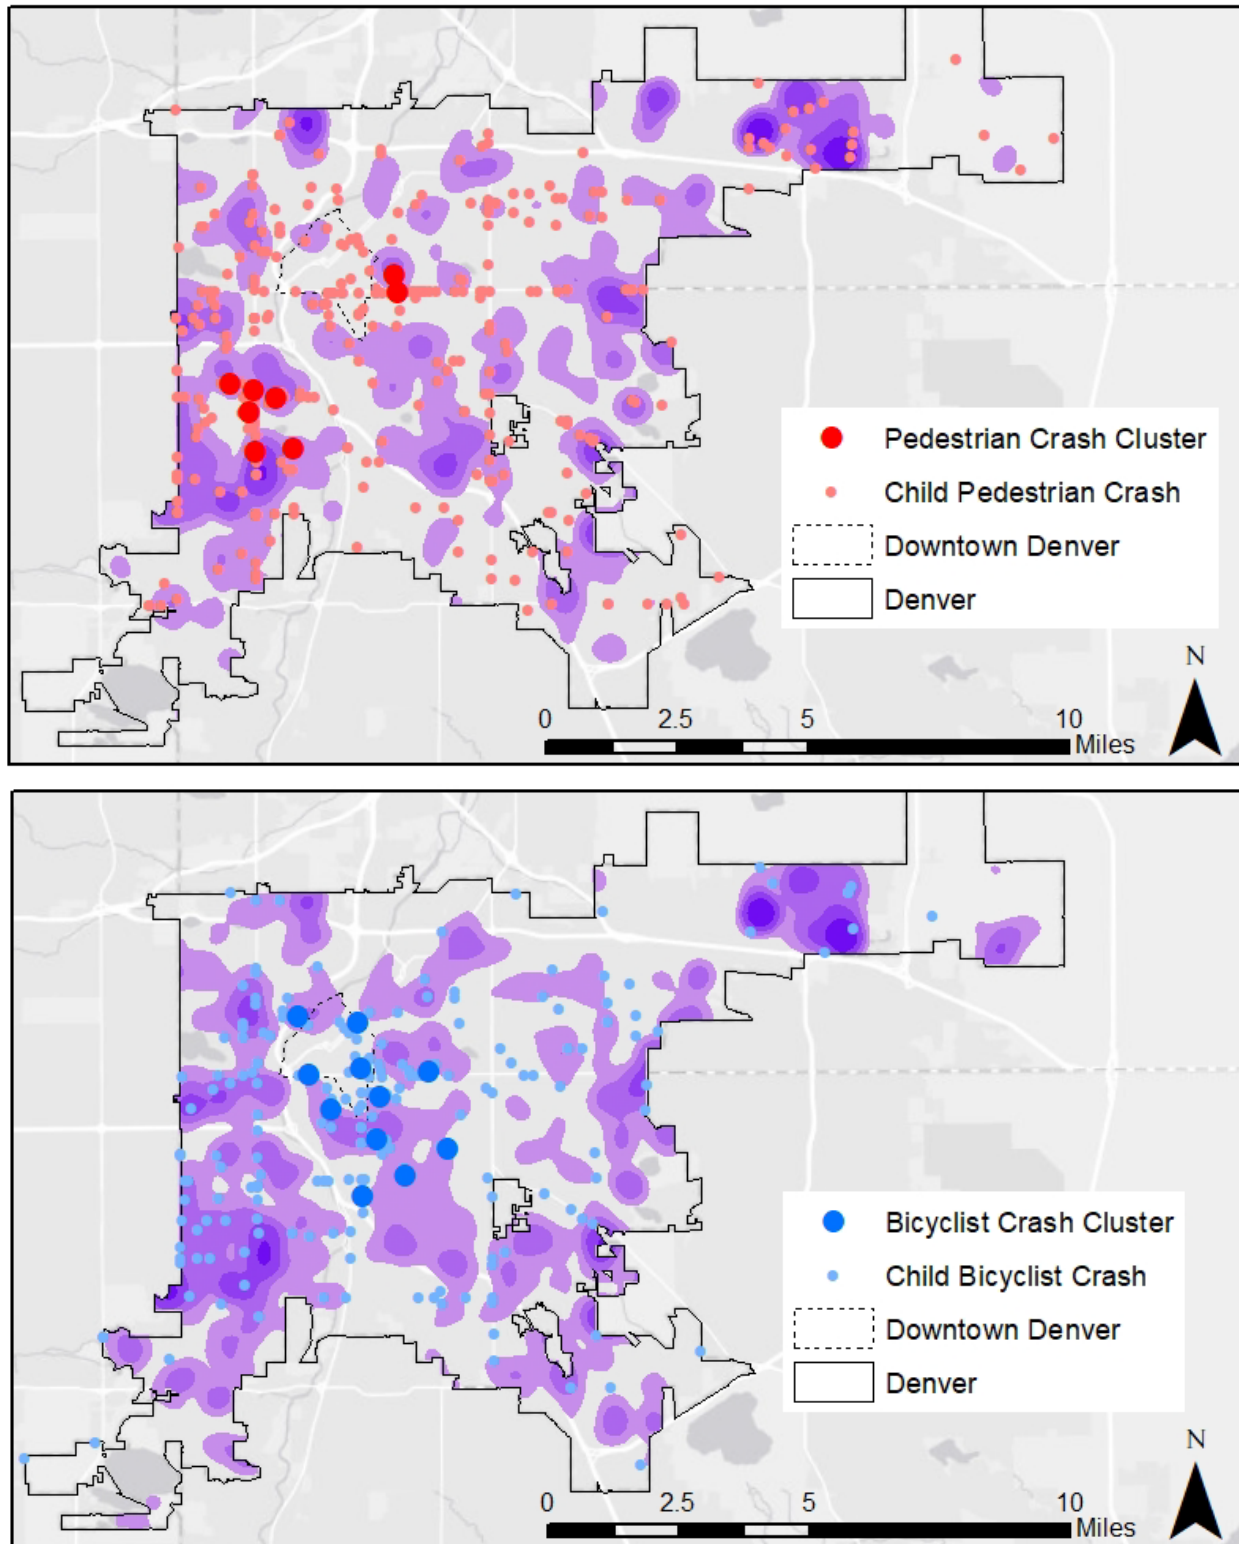 Pedestrian Crash Cluster
Child Pedestrian Crash
Downtown Denver
Denver
N
0 2.5 5 10
Miles
Bicyclist Crash Cluster
Child Bicyclist Crash
Downtown Denver
Denver
N
0 2.5 5 10
Miles